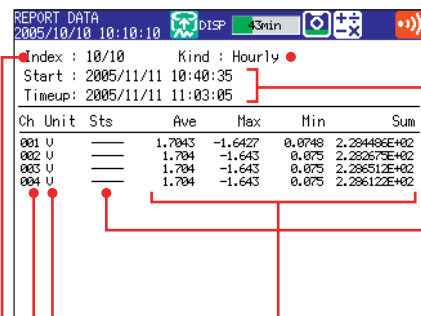 REPORT DATA
2005/10/10 10:10:10 DISP 43min
Index : 10/10 Kind : Hourly
Start : 2005/11/11 10:40:35
Timeup: 2005/11/11 11:03:05
Ch Unit Sts Ave Max Min Sum
001 V 1.7043 -1.6427 0.0748 2.284486E+02
002 V 1.704 -1.643 0.075 2.282675E+02
003 V 1.704 -1.643 0.075 2.286512E+02
004 V 1.704 -1.643 0.075 2.286122E+02